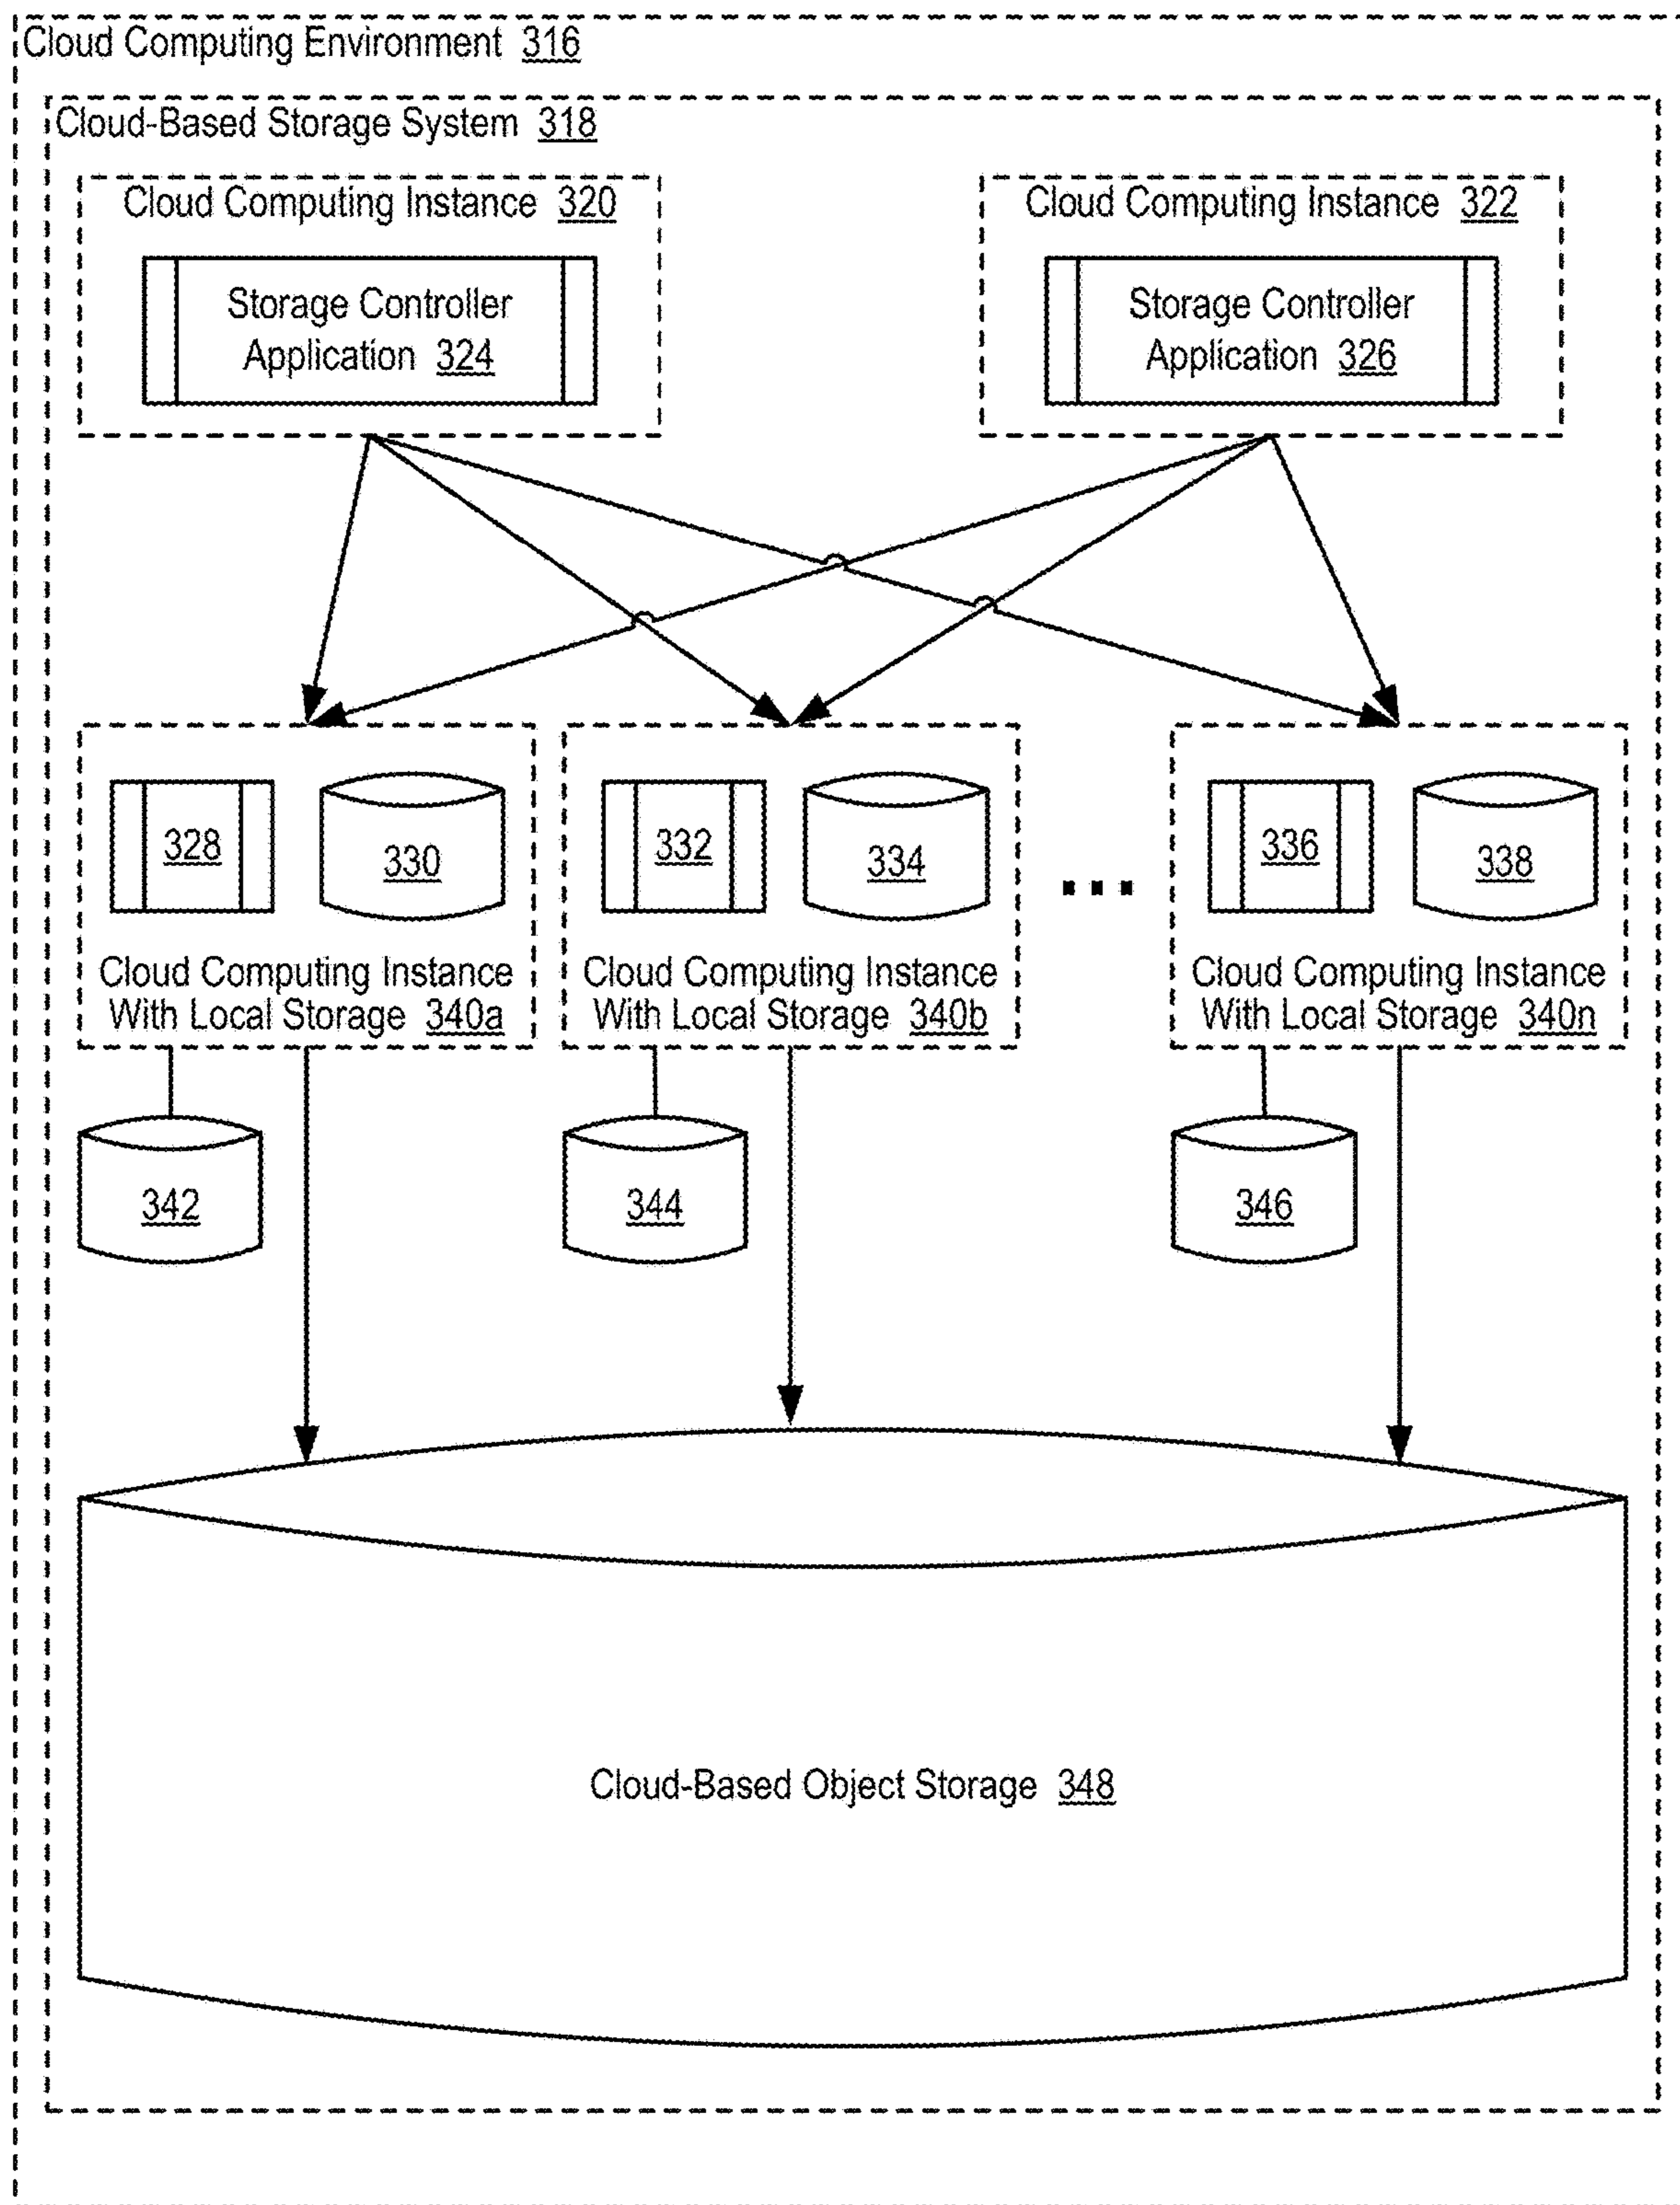 Cloud Computing Environment 316
Cloud-Based Storage System 318
Cloud Computing Instance 320
Storage Controller
Application 324
Cloud Computing Instance 322
Storage Controller
Application 326
328
330
Cloud Computing Instance
With Local Storage 340a
332
334
Cloud Computing Instance
With Local Storage 340b
...
336
338
Cloud Computing Instance
With Local Storage 340n
342
344
346
Cloud-Based Object Storage 348